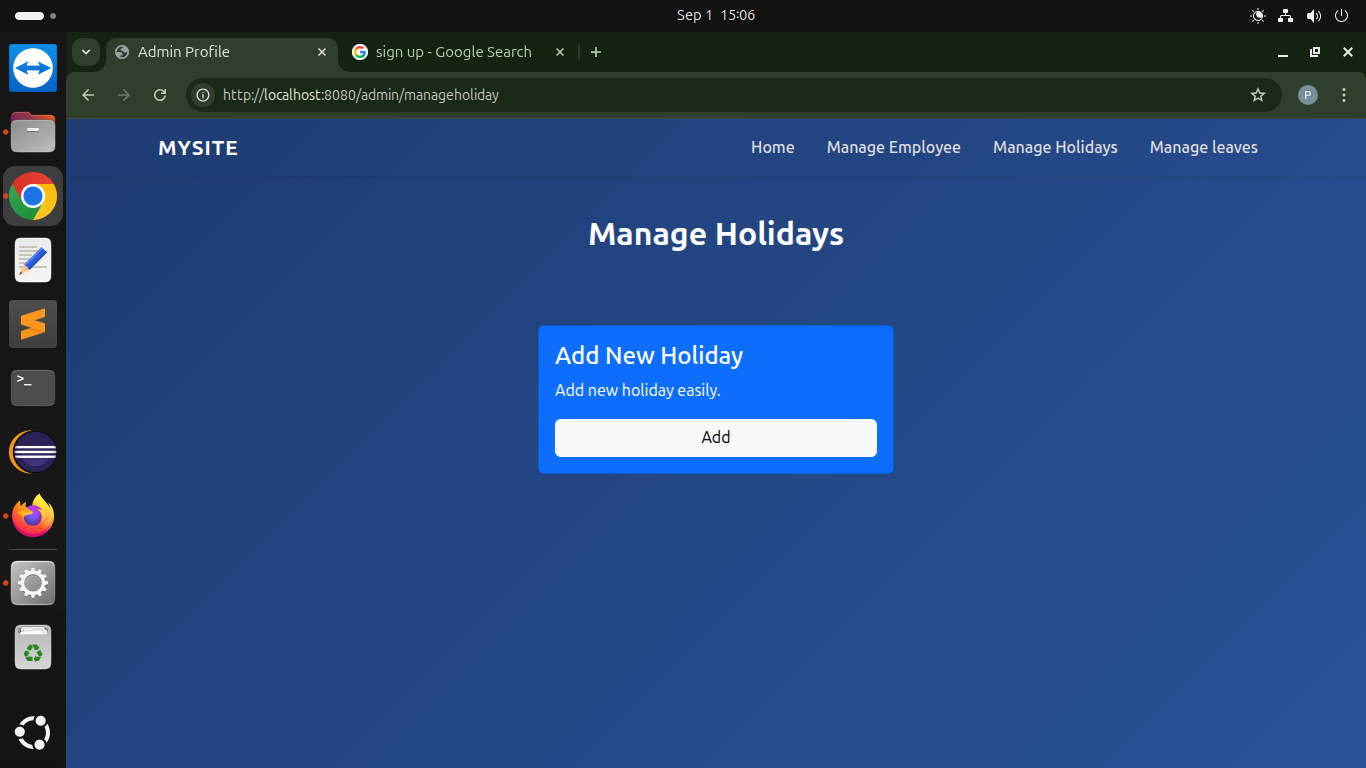 Sep 1 15:06
Admin Profile
sign up - Google Search
http://localhost:8080/admin/manageholiday
P
MYSITE
Home
Manage Employee
Manage Holidays
Manage leaves
Manage Holidays
Add New Holiday
Add new holiday easily.
Add
>_